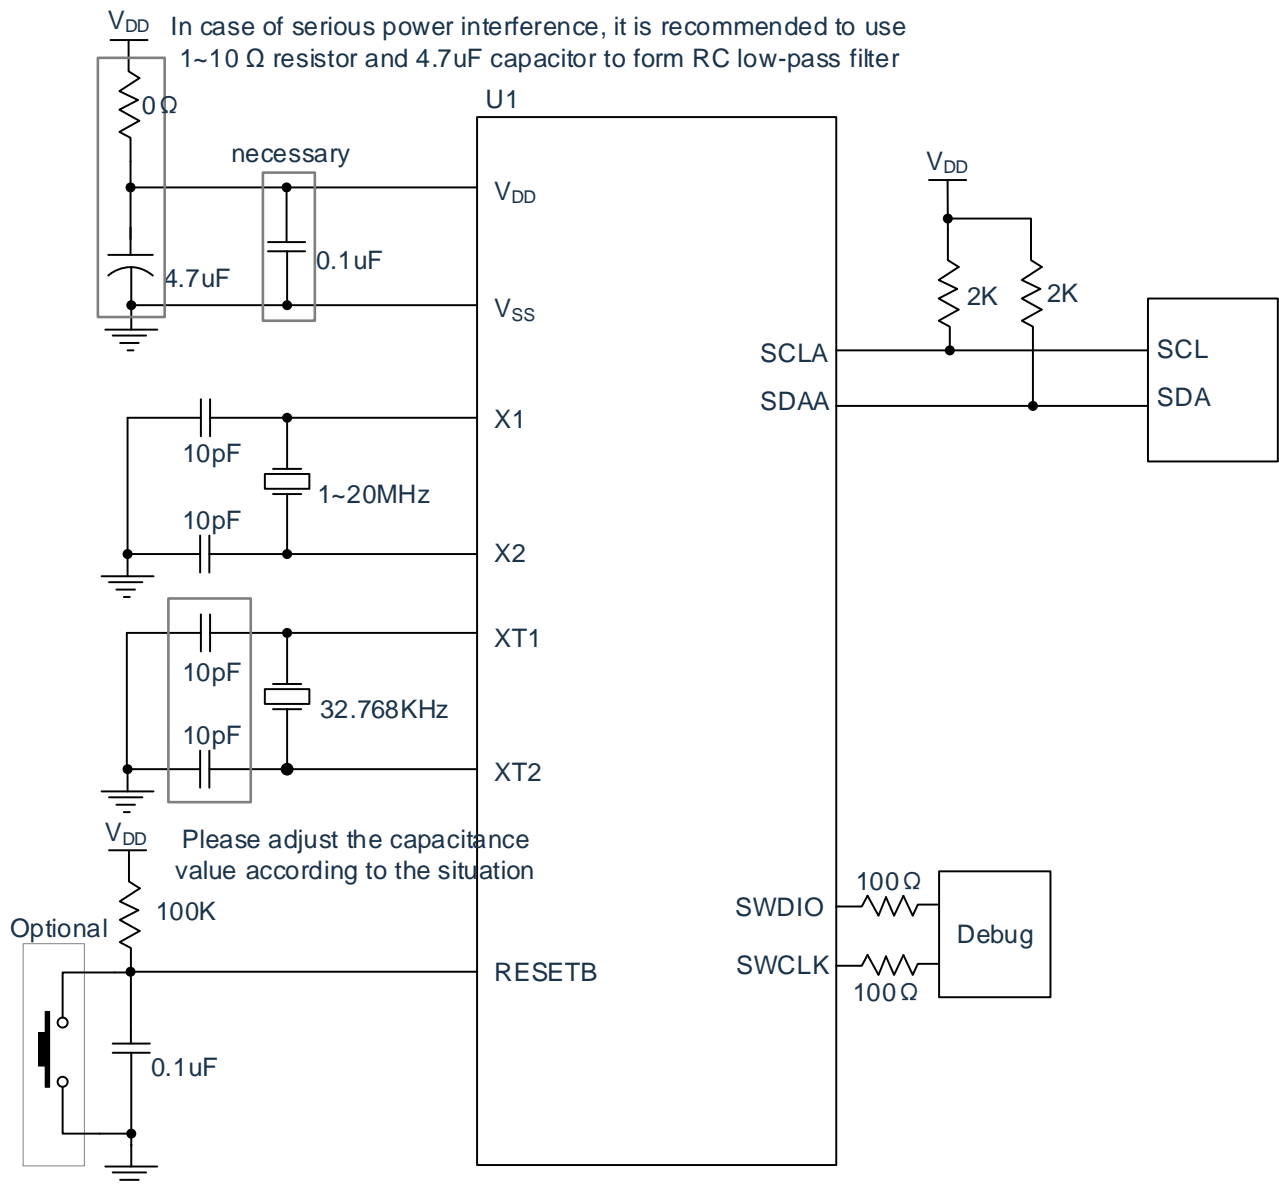 VDD
In case of serious power interference, it is recommended to use
1~10 Ω resistor and 4.7uF capacitor to form RC low-pass filter
0Ω
U1
necessary
VDD
0.1uF
4.7uF
VSS
VDD
2K
2K
SCLA
SCL
SDAA
SDA
X1
10pF
1~20MHz
10pF
X2
XT1
10pF
32.768KHz
10pF
XT2
VDD
Please adjust the capacitance
value according to the situation
100K
Optional
RESETB
0.1uF
100Ω
SWDIO
Debug
SWCLK
100Ω